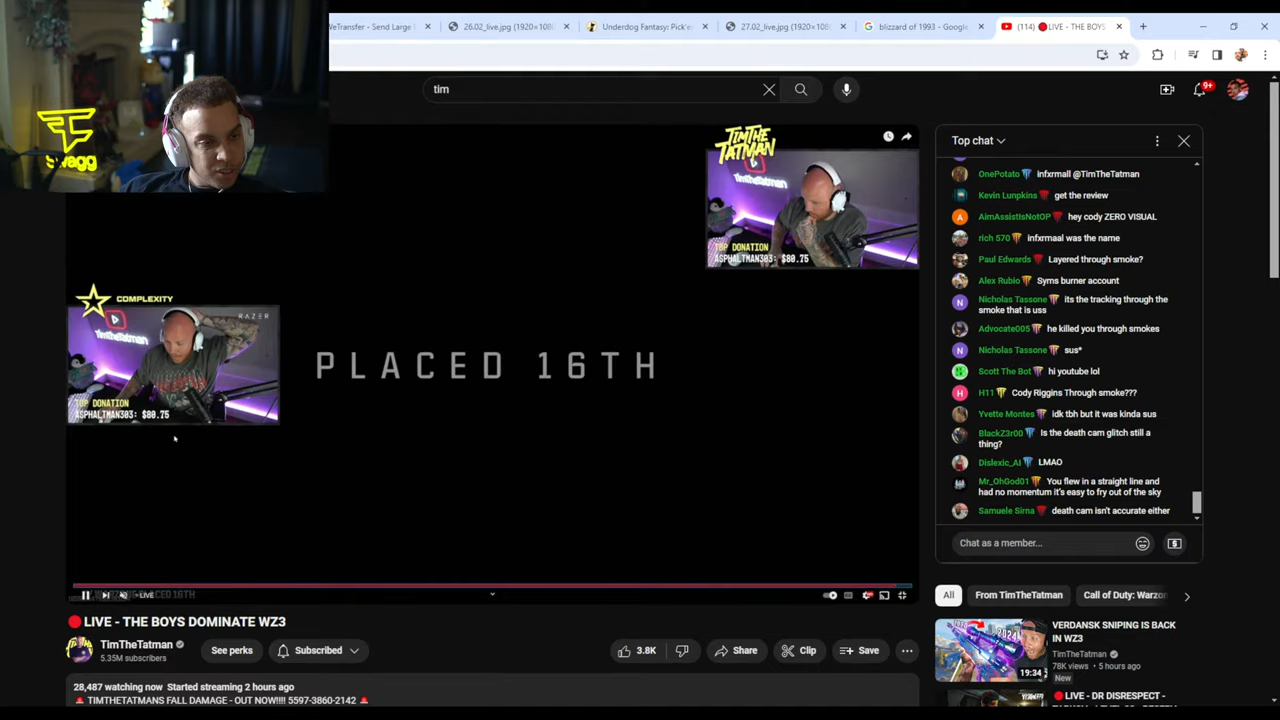 WeTransfer - Send Large
26.02_live.jpg (1920×108
Underdog Fantasy: Pick'e
27.02_live.jpg (1920×108
blizzard of 1993 - Google
(114) 🔴LIVE - THE BOYS
tim
9+
swagg
TIMTHE
TATMAN
TimTheTatman
TOP DONATION
ASPHALTMAN303: $80.75
COMPLEXITY
RAZER
TimTheTatman
TOP DONATION
ASPHALTMAN303: $80.75
PLACED 16TH
LIVE
PLACED 16TH
Top chat
OnePotato infxrmall @TimTheTatman
Kevin Lunpkins get the review
AimAssistIsNotOP hey cody ZERO VISUAL
rich 570 infxrmaal was the name
Paul Edwards Layered through smoke?
Alex Rubio Syms burner account
Nicholas Tassone its the tracking through the
smoke that is uss
Advocate005 he killed you through smokes
Nicholas Tassone sus*
Scott The Bot hi youtube lol
H11 Cody Riggins Through smoke???
Yvette Montes idk tbh but it was kinda sus
BlackZ3r00 Is the death cam glitch still a
thing?
Dislexic_AI LMAO
Mr_OhGod01 You flew in a straight line and
had no momentum it's easy to fry out of the sky
Samuele Sirna death cam isn't accurate either
Chat as a member...
🔴LIVE - THE BOYS DOMINATE WZ3
TimTheTatman
5.35M subscribers
See perks
Subscribed
3.8K
Share
Clip
Save
28,487 watching now Started streaming 2 hours ago
🚨 TIMTHETATMANS FALL DAMAGE - OUT NOW!!!! 5597-3860-2142 🚨
All
From TimTheTatman
Call of Duty: Warzon
VERDANSK SNIPING IS BACK
IN WZ3
TimTheTatman
78K views • 5 hours ago
New
2024
19:34
🔴LIVE - DR DISRESPECT -